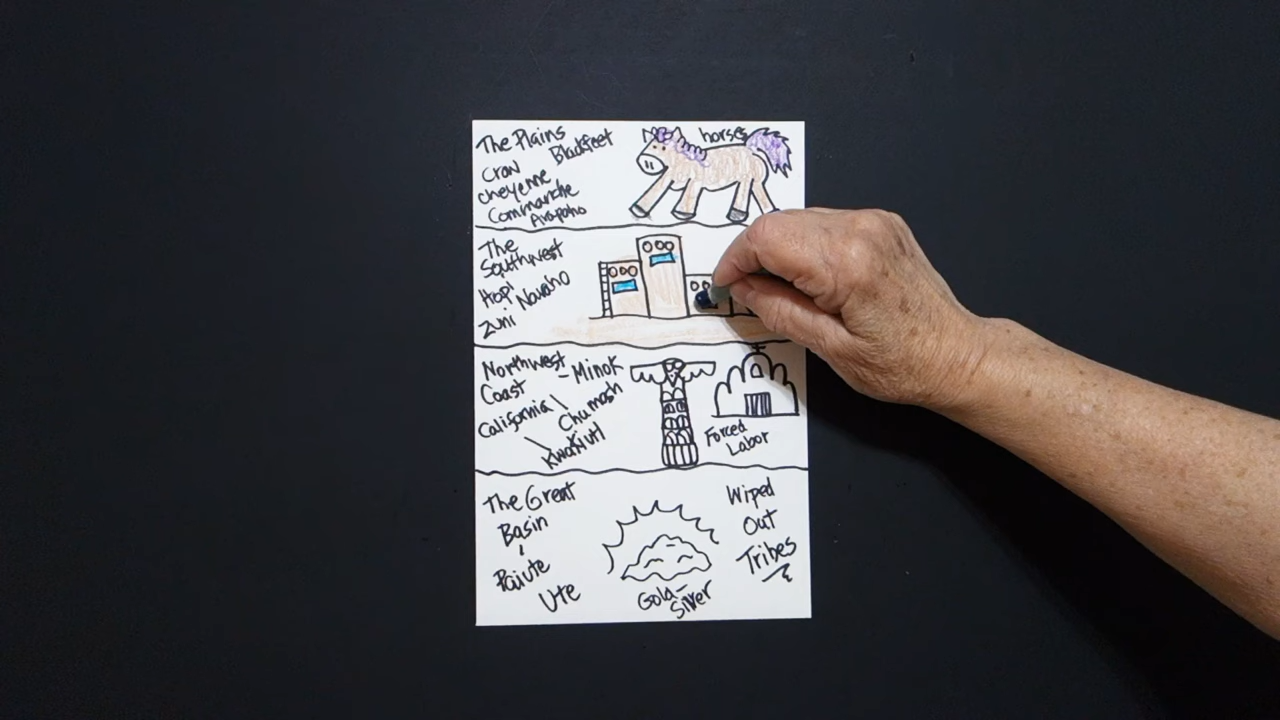 The Plains
Crow Blackfeet
Cheyenne
Commanche
Arapaho
horses
The
Southwest
Hopi Navaho
Zuni
Northwest
Coast
- Minok
California
Chumash
Kwakiutl
Forced
Labor
The Great
Basin
Paiute
Ute
Gold-
Silver
Wiped
Out
Tribes